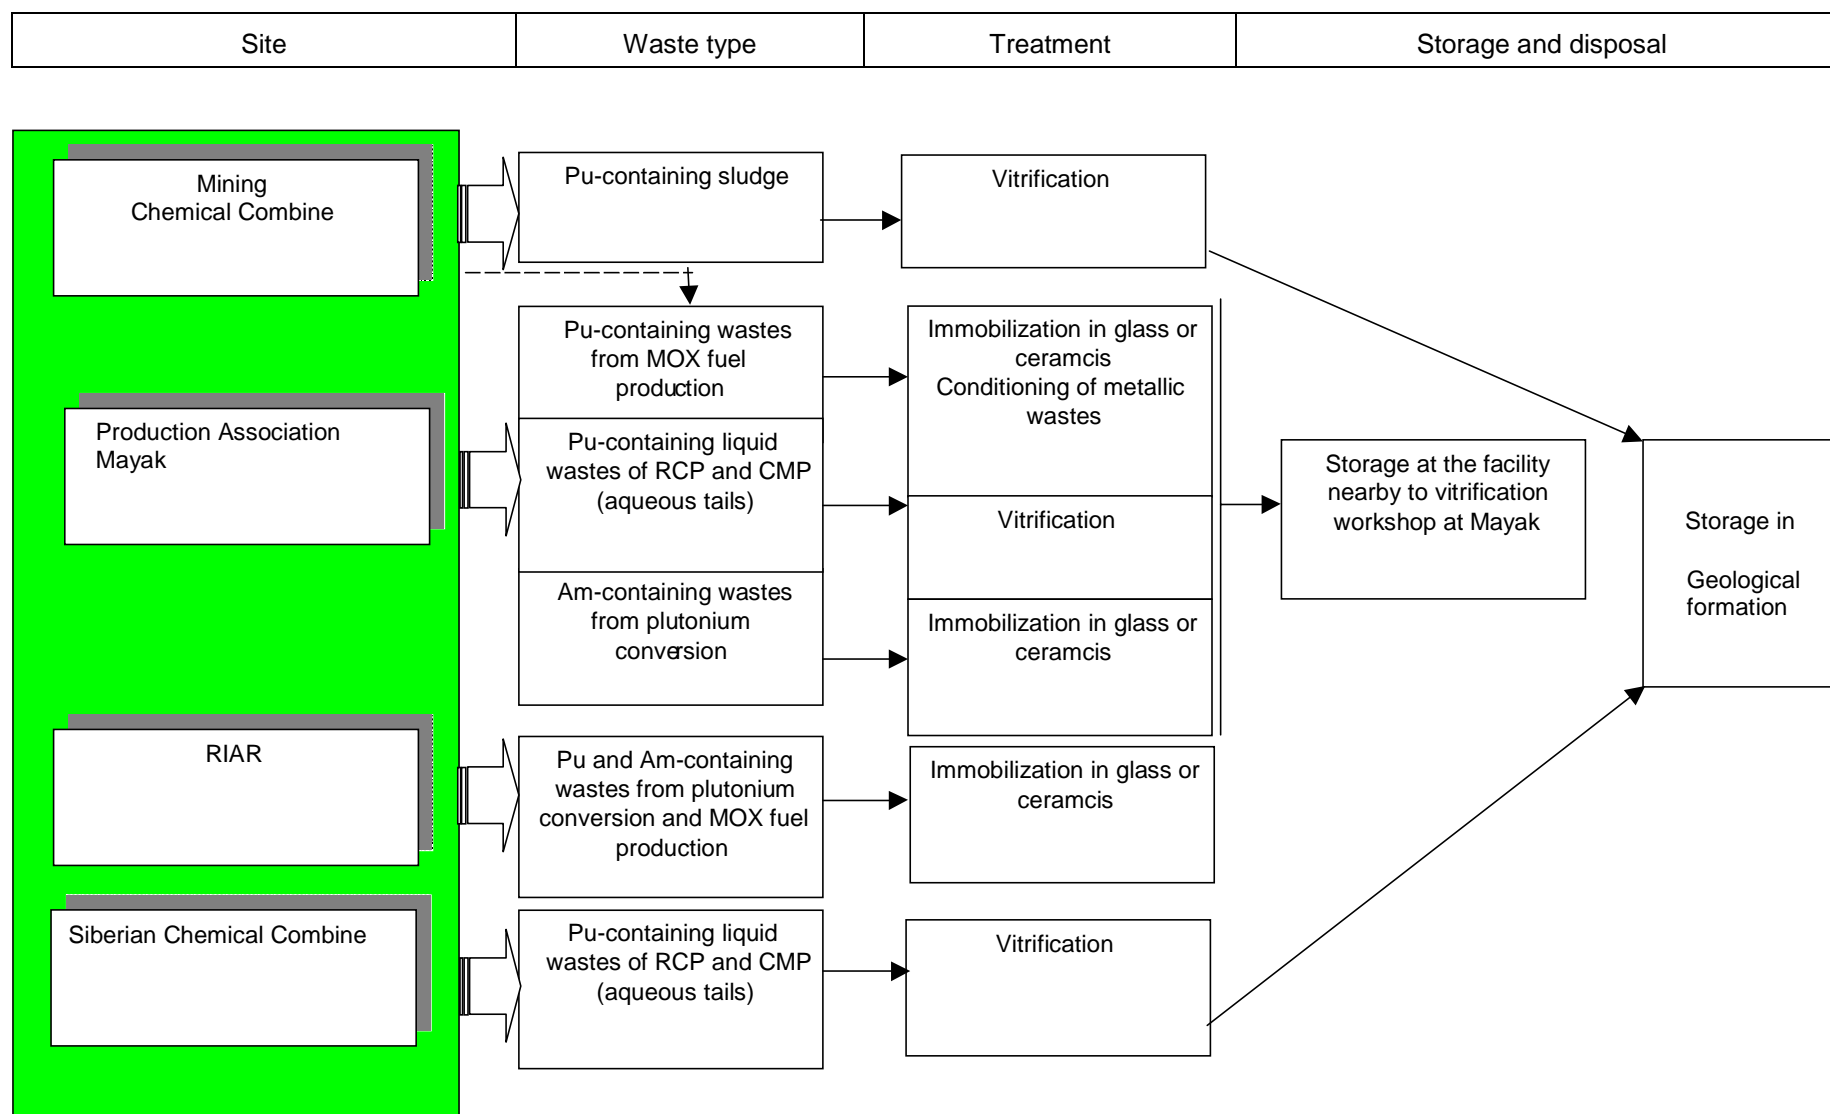 Site
Waste type
Treatment
Storage and disposal
Mining
Chemical Combine
Pu-containing sludge
Vitrification
Pu-containing wastes
from MOX fuel
production
Immobilization in glass or
ceramcis
Conditioning of metallic
wastes
Production Association
Mayak
Pu-containing liquid
wastes of RCP and CMP
(aqueous tails)
Vitrification
Storage at the facility
nearby to vitrification
workshop at Mayak
Storage in
Geological
formation
Am-containing wastes
from plutonium
conversion
Immobilization in glass or
ceramcis
RIAR
Pu and Am-containing
wastes from plutonium
conversion and MOX fuel
production
Immobilization in glass or
ceramcis
Siberian Chemical Combine
Pu-containing liquid
wastes of RCP and CMP
(aqueous tails)
Vitrification